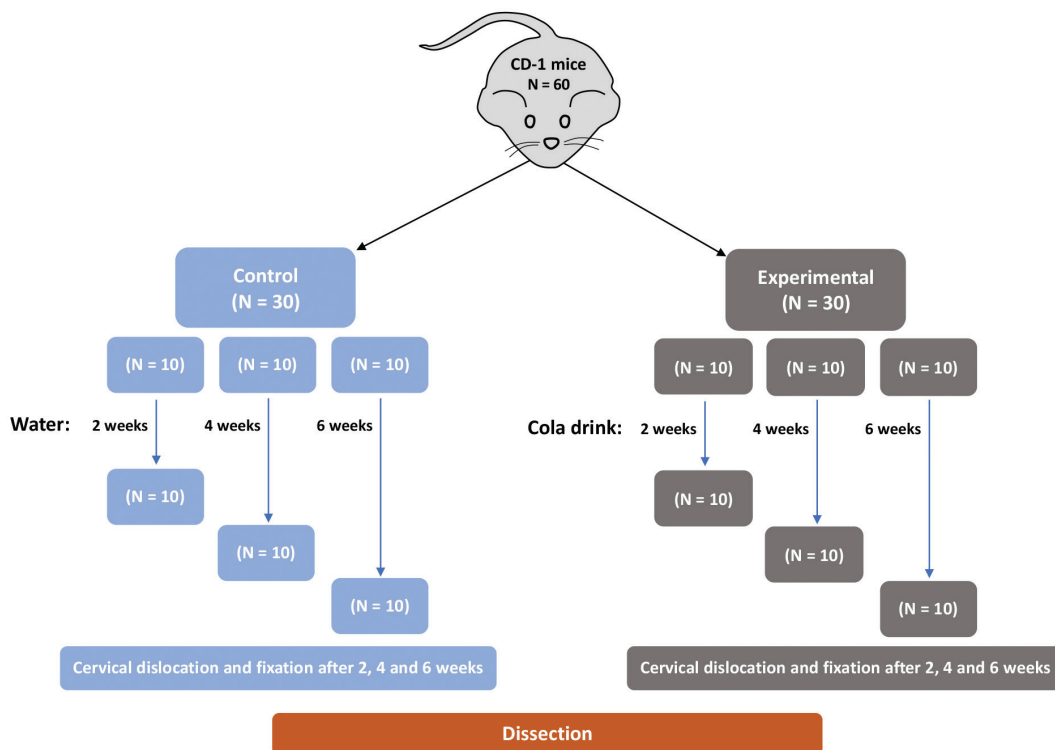 CD-1 mice
N = 60
Control
(N = 30)
Experimental
(N = 30)
(N = 10)
(N = 10)
(N = 10)
(N = 10)
(N = 10)
(N = 10)
Water:
2 weeks
4 weeks
6 weeks
Cola drink:
2 weeks
4 weeks
6 weeks
(N = 10)
(N = 10)
(N = 10)
(N = 10)
(N = 10)
(N = 10)
Cervical dislocation and fixation after 2, 4 and 6 weeks
Cervical dislocation and fixation after 2, 4 and 6 weeks
Dissection